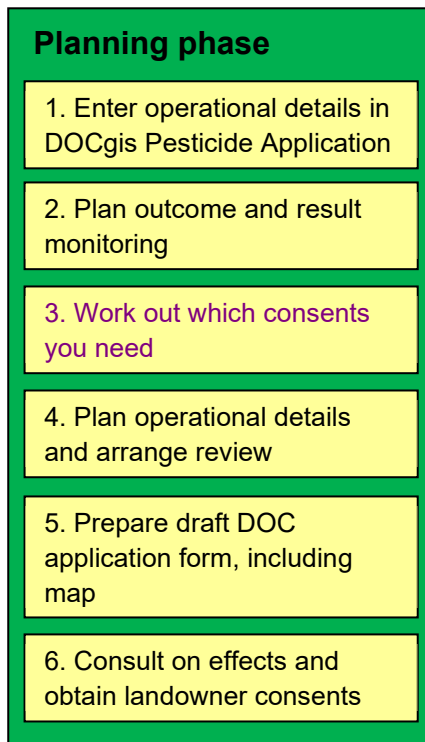 Planning phase
1. Enter operational details in
DOCgis Pesticide Application
2. Plan outcome and result
monitoring
3. Work out which consents
you need
4. Plan operational details
and arrange review
5. Prepare draft DOC
application form, including
map
6. Consult on effects and
obtain landowner consents